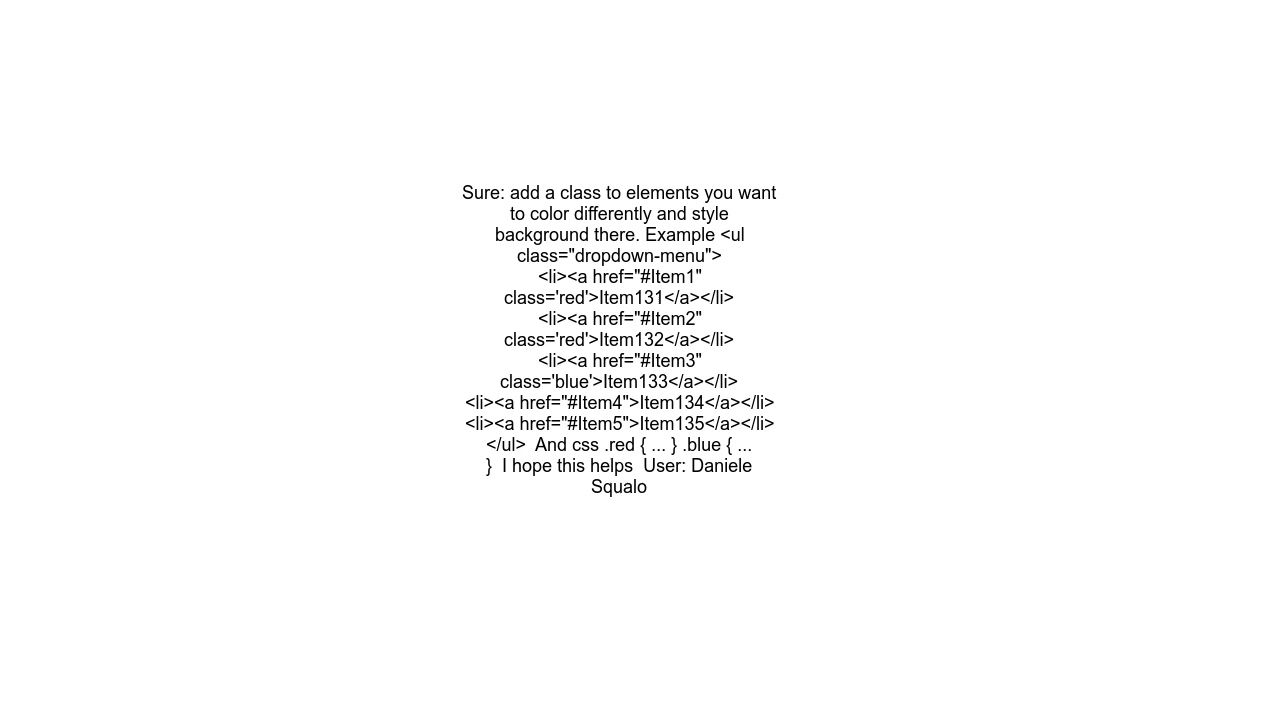 Sure: add a class to elements you want
to color differently and style
background there. Example <ul
class="dropdown-menu">
<li><a href="#Item1"
class='red'>Item131</a></li>
<li><a href="#Item2"
class='red'>Item132</a></li>
<li><a href="#Item3"
class='blue'>Item133</a></li>
<li><a href="#Item4">Item134</a></li>
<li><a href="#Item5">Item135</a></li>
</ul>  And css .red { ... } .blue { ...
}  I hope this helps  User: Daniele
Squalo